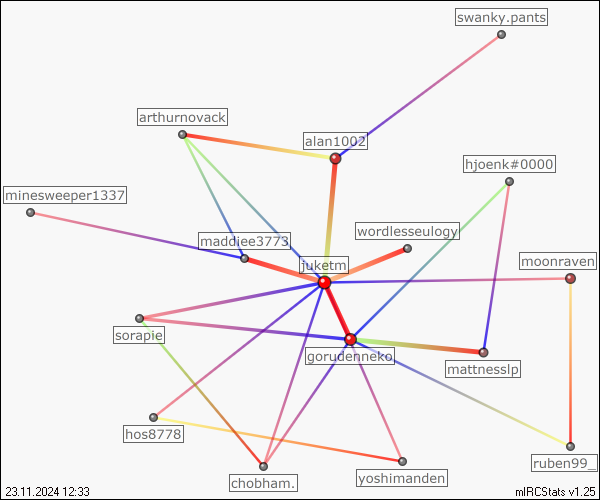 swanky.pants
arthurnovack
alan1002
hjoenk#0000
minesweeper1337
wordlesseulogy
maddiee3773
juketm
moonraven
sorapie
gorudenneko
mattnesslp
hos8778
chobham.
yoshimanden
ruben99_
23.11.2024 12:33
mIRCStats v1.25